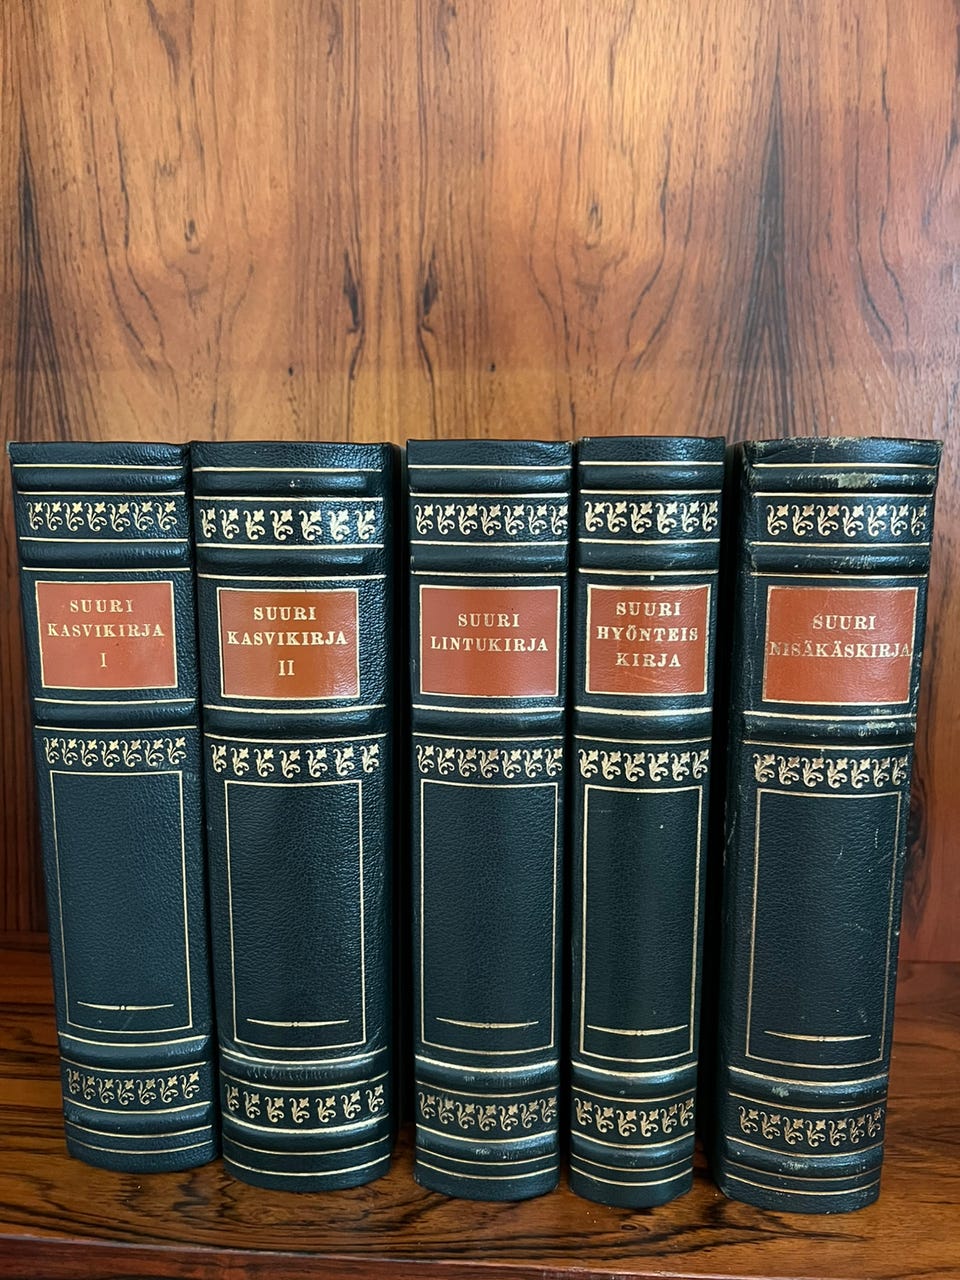 SUURI
KASVIKIRJA
I
SUURI
KASVIKIRJA
II
SUURI
LINTUKIRJA
SUURI
HYÖNTEIS
KIRJA
SUURI
NISÄKÄSKIRJA